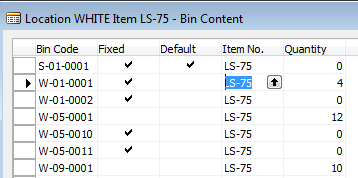 Location WHITE Item LS-75 - Bin Content
Bin Code Fixed Default Item No. Quantity
S-01-0001 LS-75 0
W-01-0001 LS-75 4
W-01-0002 LS-75 0
W-05-0001 LS-75 12
W-05-0010 LS-75 0
W-05-0011 LS-75 0
W-09-0001 LS-75 10